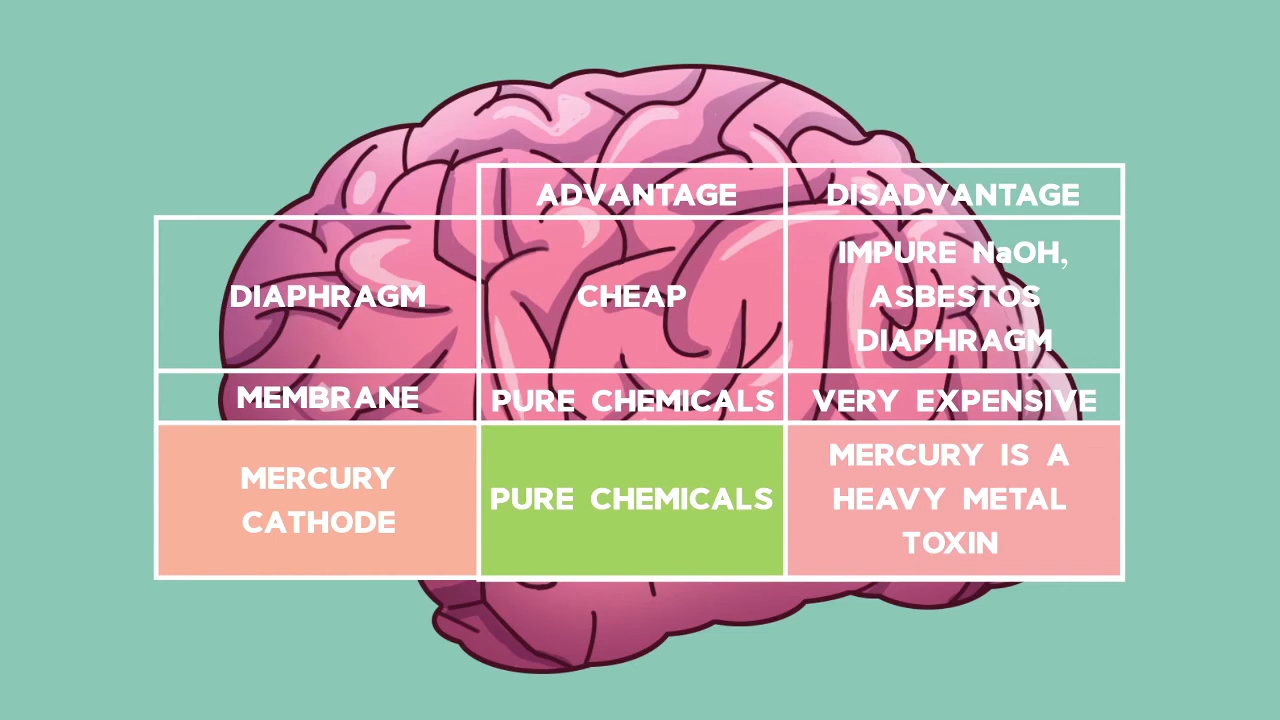 ADVANTAGE DISADVANTAGE
DIAPHRAGM CHEAP IMPURE NaOH,
ASBESTOS
DIAPHRAGM
MEMBRANE PURE CHEMICALS VERY EXPENSIVE
MERCURY
CATHODE
PURE CHEMICALS
MERCURY IS A
HEAVY METAL
TOXIN